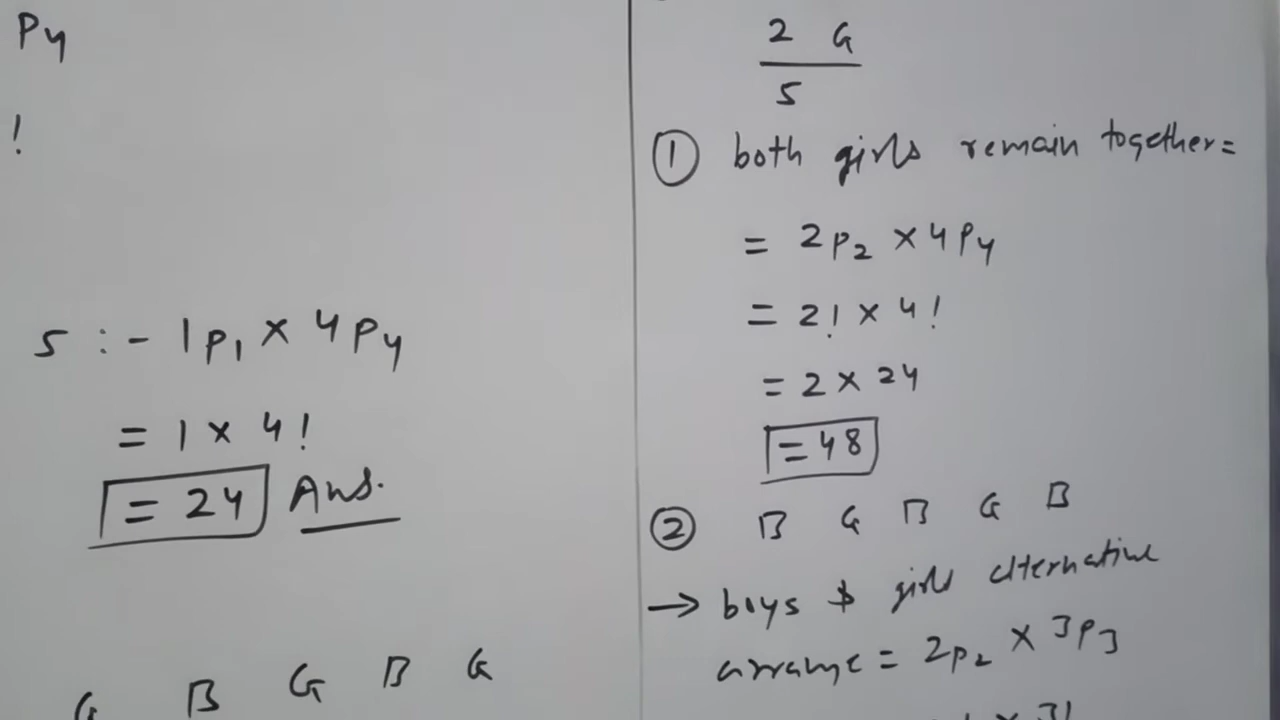 Py
!
5 :- 1P₁ × 4P₄
= 1 × 4!
= 24 Ans.
G B G B G
2 G
5
① both girls remain together =
= 2P₂ × 4P₄
= 2! × 4!
= 2 × 24
= 48
② B G B G B
→ boys & girls alternative
arrange = 2P₂ × 3P₃
× 3!